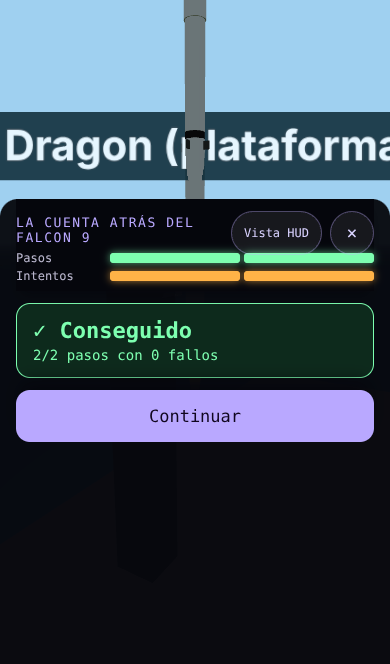 Dragon (plataforma
LA CUENTA ATRÁS DEL
FALCON 9
Vista HUD
×
Pasos
Intentos
✓ Conseguido
2/2 pasos con 0 fallos
Continuar